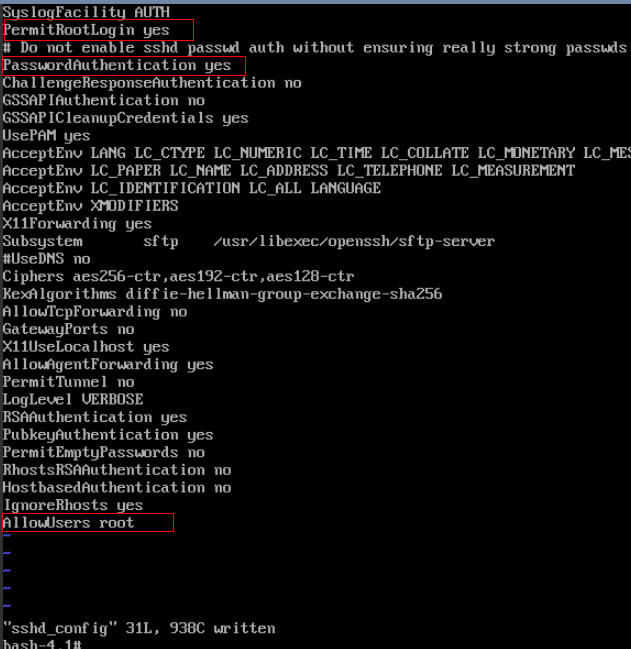 SyslogFacility AUTH
PermitRootLogin yes
# Do not enable sshd passwd auth without ensuring really strong passwds
PasswordAuthentication yes
ChallengeResponseAuthentication no
GSSAPIAuthentication no
GSSAPICleanupCredentials yes
UsePAM yes
AcceptEnv LANG LC_CTYPE LC_NUMERIC LC_TIME LC_COLLATE LC_MONETARY LC_MES
AcceptEnv LC_PAPER LC_NAME LC_ADDRESS LC_TELEPHONE LC_MEASUREMENT
AcceptEnv LC_IDENTIFICATION LC_ALL LANGUAGE
AcceptEnv XMODIFIERS
X11Forwarding yes
Subsystem       sftp    /usr/libexec/openssh/sftp-server
#UseDNS no
Ciphers aes256-ctr,aes192-ctr,aes128-ctr
KexAlgorithms diffie-hellman-group-exchange-sha256
AllowTcpForwarding no
GatewayPorts no
X11UseLocalhost yes
AllowAgentForwarding yes
PermitTunnel no
LogLevel VERBOSE
RSAAuthentication yes
PubkeyAuthentication yes
PermitEmptyPasswords no
RhostsRSAAuthentication no
HostbasedAuthentication no
IgnoreRhosts yes
AllowUsers root
~
~
~
~
~
"sshd_config" 31L, 938C written
bash-4.1#